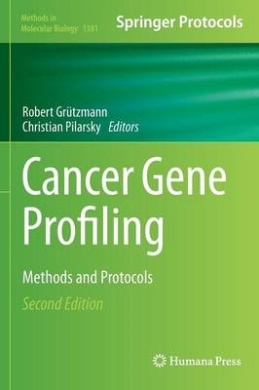 Methods in
Molecular Biology 1381
Springer Protocols
Robert Grützmann
Christian Pilarsky Editors
Cancer Gene
Profiling
Methods and Protocols
Second Edition
Humana Press